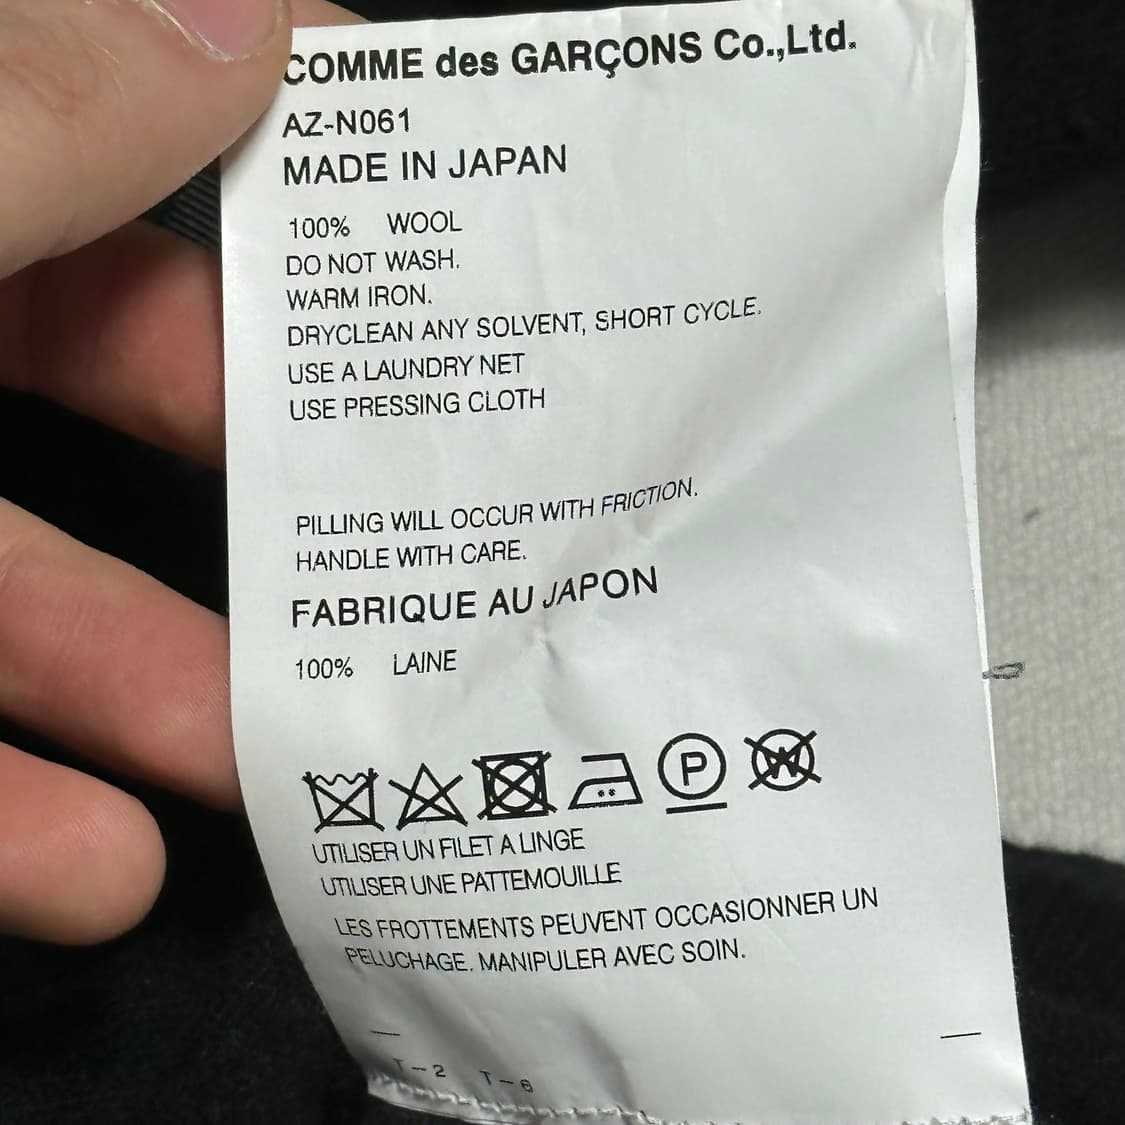 COMME des GARÇONS Co.,Ltd.
AZ-N061
MADE IN JAPAN
100% WOOL
DO NOT WASH.
WARM IRON.
DRYCLEAN ANY SOLVENT, SHORT CYCLE.
USE A LAUNDRY NET
USE PRESSING CLOTH
PILLING WILL OCCUR WITH FRICTION.
HANDLE WITH CARE.
FABRIQUE AU JAPON
100% LAINE
P W
UTILISER UN FILET A LINGE
UTILISER UNE PATTEMOUILLE
LES FROTTEMENTS PEUVENT OCCASIONNER UN
PELUCHAGE. MANIPULER AVEC SOIN.
T-2 T-6